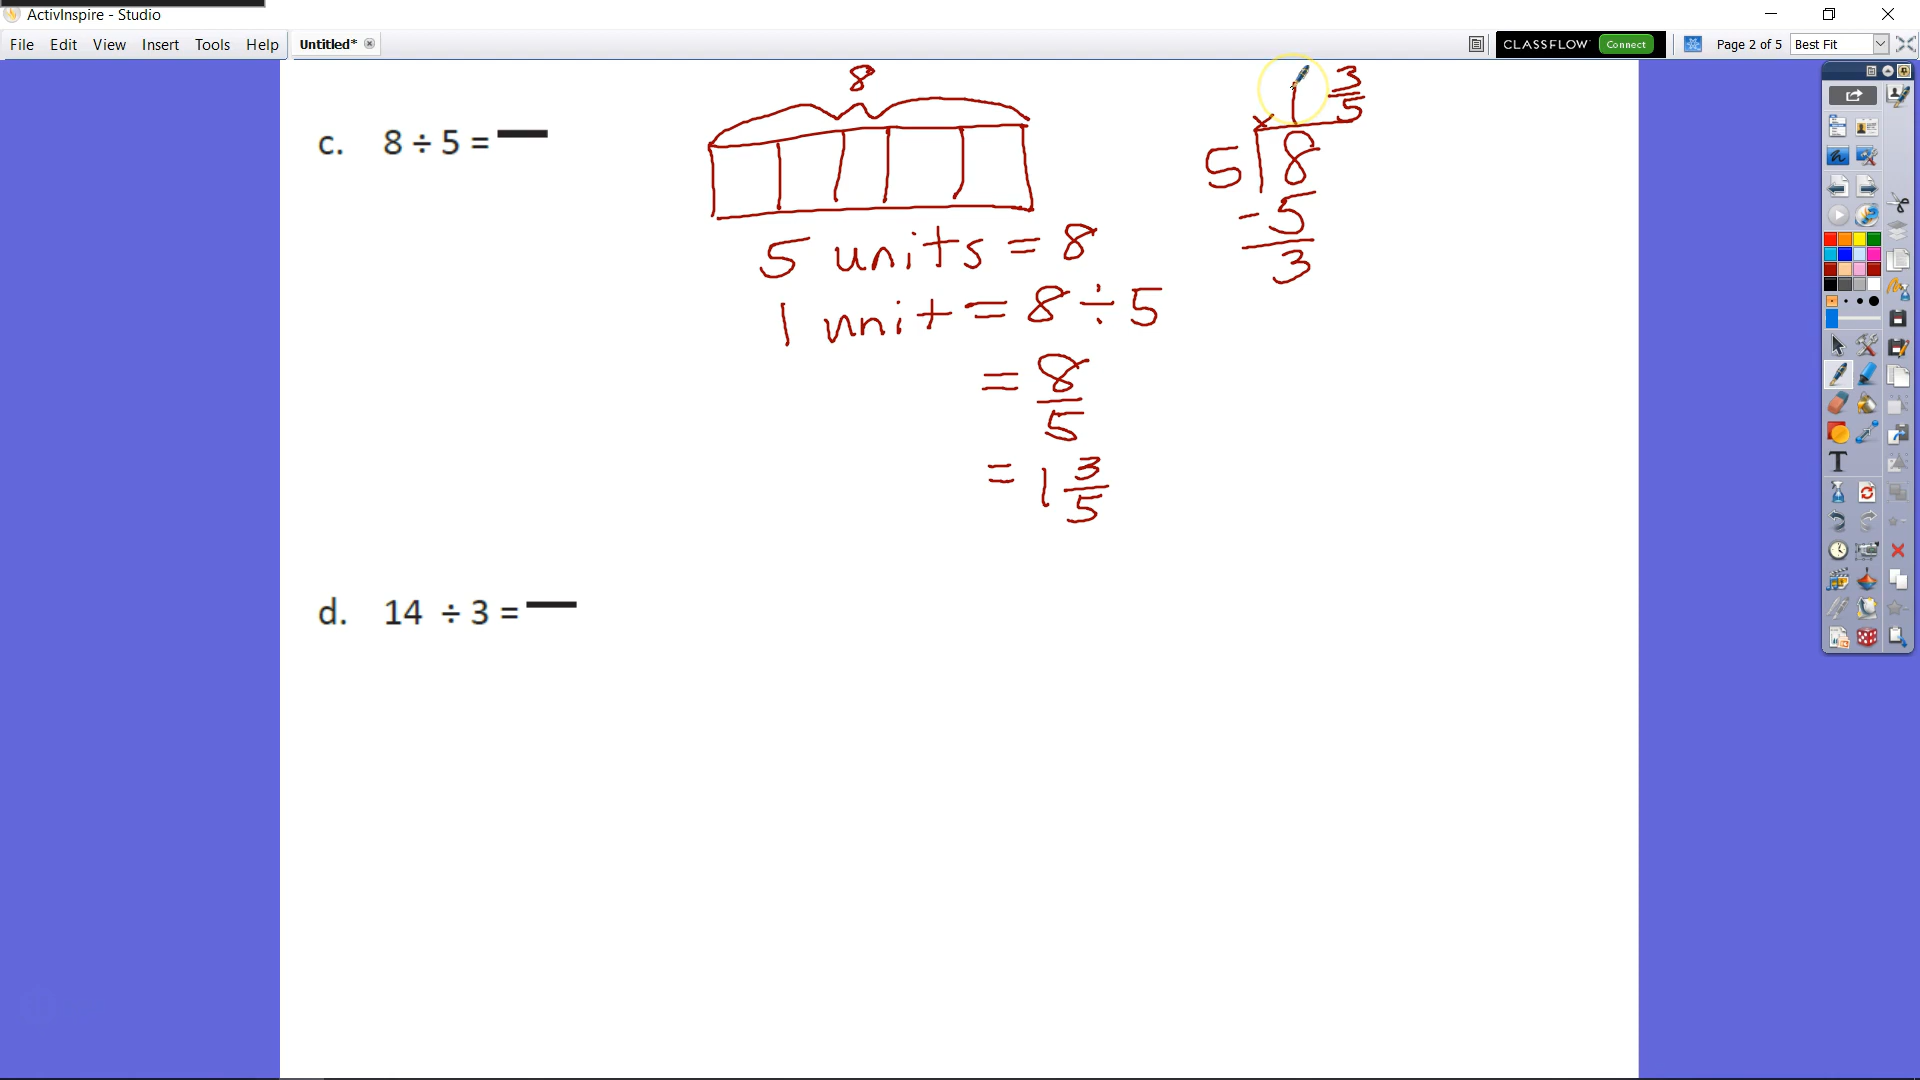 ActivInspire - Studio
File Edit View Insert Tools Help Untitled* CLASSFLOW Connect Page 2 of 5 Best Fit
8
c. 8 ÷ 5 =
1 3/5
5 8
- 5
3
5 units = 8
1 unit = 8 ÷ 5
= 8/5
= 1 3/5
d. 14 ÷ 3 =